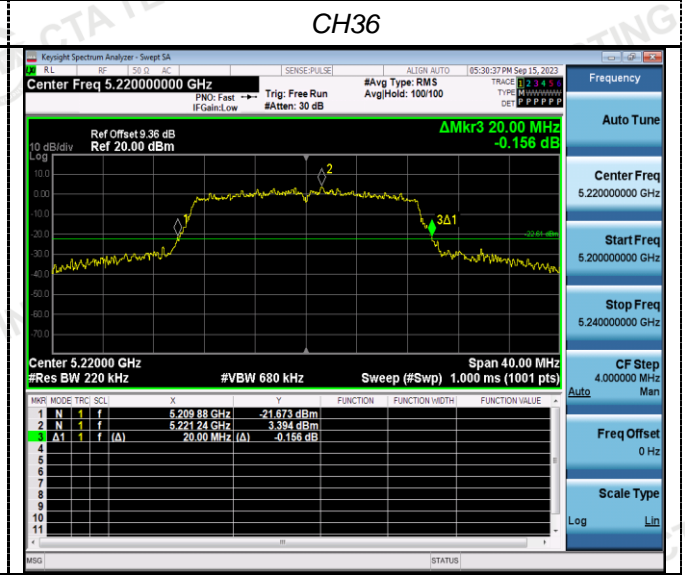 CH36
Keysight Spectrum Analyzer - Swept SA
RL RF 50 Ω AC SENSE:PULSE ALIGN AUTO 05:30:37 PM Sep 15, 2023
Center Freq 5.220000000 GHz
PNO: Fast
IFGain:Low
Trig: Free Run
#Atten: 30 dB
#Avg Type: RMS
Avg|Hold: 100/100
TRACE 1 2 3 4 5 6
TYPE M W W W W W
DET P P P P P P
Frequency
Auto Tune
Center Freq
5.220000000 GHz
Start Freq
5.200000000 GHz
Stop Freq
5.240000000 GHz
CF Step
4.000000 MHz
Auto Man
Freq Offset
0 Hz
Scale Type
Log Lin
10 dB/div
Log
Ref Offset 9.36 dB
Ref 20.00 dBm
ΔMkr3 20.00 MHz
-0.156 dB
10.0
0.00
-10.0
-20.0
-30.0
-40.0
-50.0
-60.0
-70.0
1
2
3Δ1
-22.61 dBm
Center 5.22000 GHz Span 40.00 MHz
#Res BW 220 kHz #VBW 680 kHz Sweep (#Swp) 1.000 ms (1001 pts)
MKR MODE TRC SCL X Y FUNCTION FUNCTION WIDTH FUNCTION VALUE
1 N 1 f 5.209 88 GHz -21.673 dBm
2 N 1 f 5.221 24 GHz 3.394 dBm
3 Δ1 1 f (Δ) 20.00 MHz (Δ) -0.156 dB
4
5
6
7
8
9
10
11
MSG STATUS